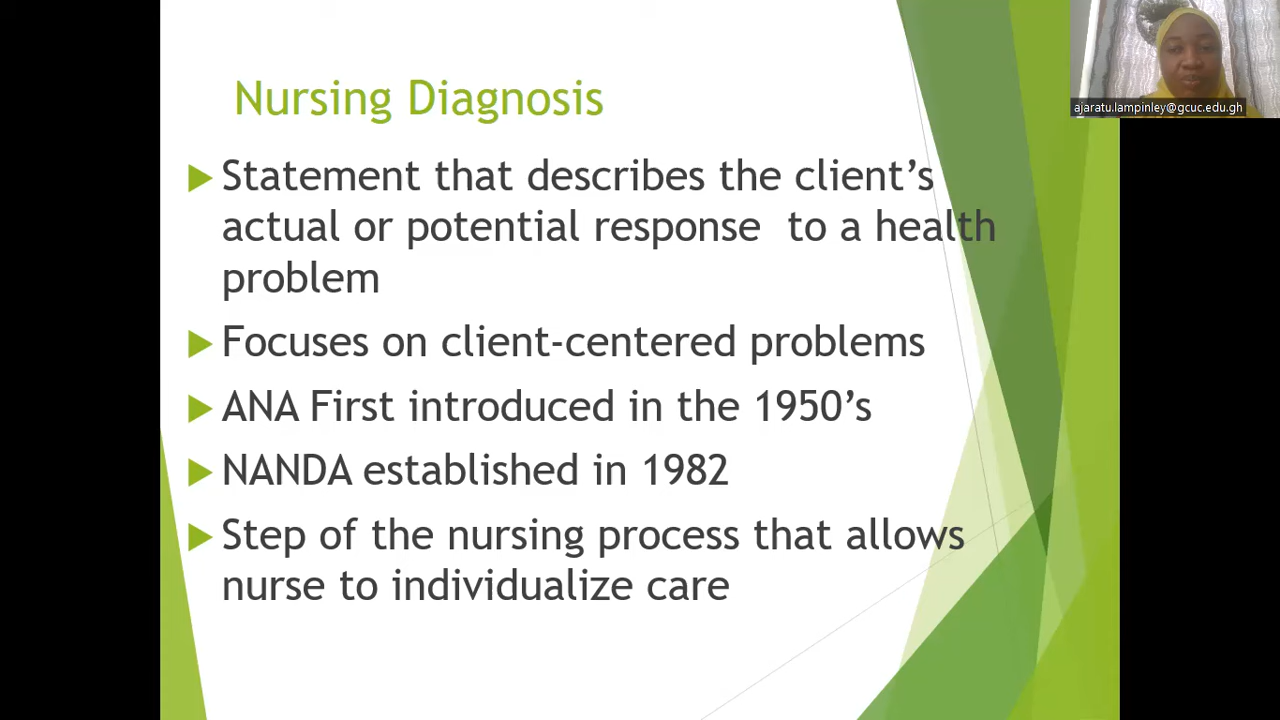 Nursing Diagnosis
Statement that describes the client’s
actual or potential response to a health
problem
Focuses on client-centered problems
ANA First introduced in the 1950’s
NANDA established in 1982
Step of the nursing process that allows
nurse to individualize care
ajaratu.lampinley@gcuc.edu.gh